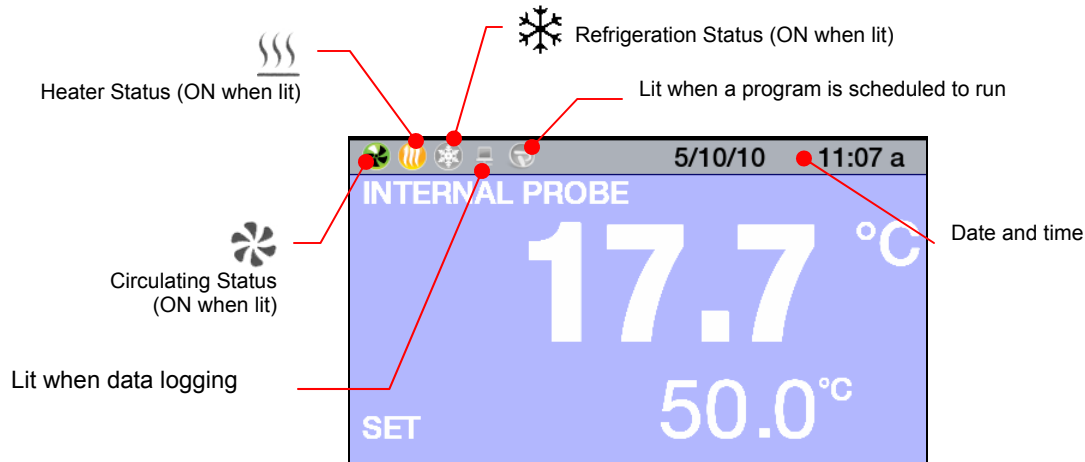 Refrigeration Status (ON when lit)
Heater Status (ON when lit)
Lit when a program is scheduled to run
5/10/10 11:07 a
INTERNAL PROBE
17.7 °C
Date and time
Circulating Status
(ON when lit)
Lit when data logging
SET 50.0°C